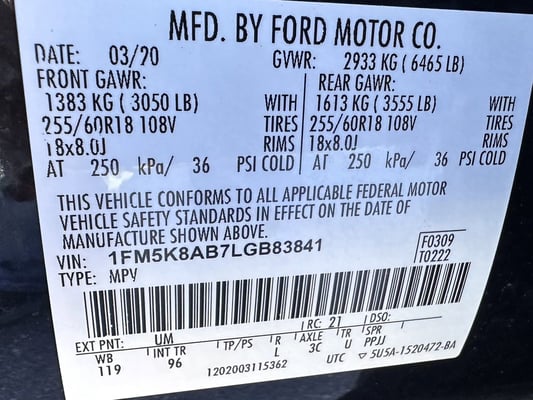 MFD. BY FORD MOTOR CO.
DATE: 03/20 GVWR: 2933 KG ( 6465 LB)
FRONT GAWR: REAR GAWR:
1383 KG ( 3050 LB) WITH 1613 KG ( 3555 LB) WITH
255/60R18 108V TIRES 255/60R18 108V TIRES
18x8.0J RIMS 18x8.0J RIMS
AT 250 kPa/ 36 PSI COLD AT 250 kPa/ 36 PSI COLD
THIS VEHICLE CONFORMS TO ALL APPLICABLE FEDERAL MOTOR
VEHICLE SAFETY STANDARDS IN EFFECT ON THE DATE OF
MANUFACTURE SHOWN ABOVE.
VIN: 1FM5K8AB7LGB83841 F0309
TYPE: MPV T0222
EXT PNT: UM RC: 21 DSO:
WB INT TR TP/PS R AXLE TR SPR
119 96 L 3C U PPJJ
1202003115362 UTC ▽ 5U5A-1520472-BA